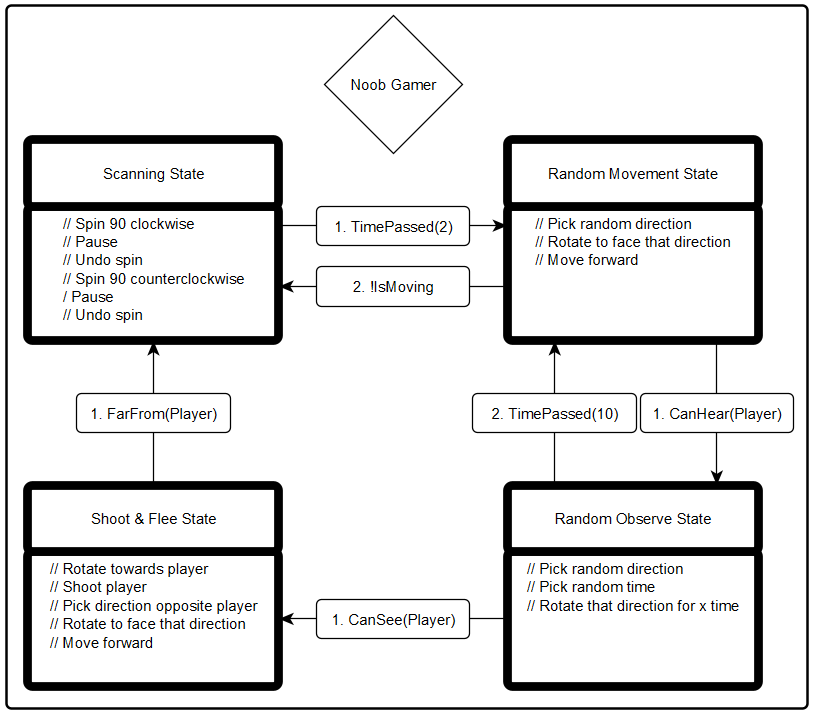 Noob Gamer
Scanning State
// Spin 90 clockwise
// Pause
// Undo spin
// Spin 90 counterclockwise
/ Pause
// Undo spin
1. TimePassed(2)
2. !IsMoving
Random Movement State
// Pick random direction
// Rotate to face that direction
// Move forward
1. FarFrom(Player)
2. TimePassed(10)
1. CanHear(Player)
Shoot & Flee State
// Rotate towards player
// Shoot player
// Pick direction opposite player
// Rotate to face that direction
// Move forward
1. CanSee(Player)
Random Observe State
// Pick random direction
// Pick random time
// Rotate that direction for x time